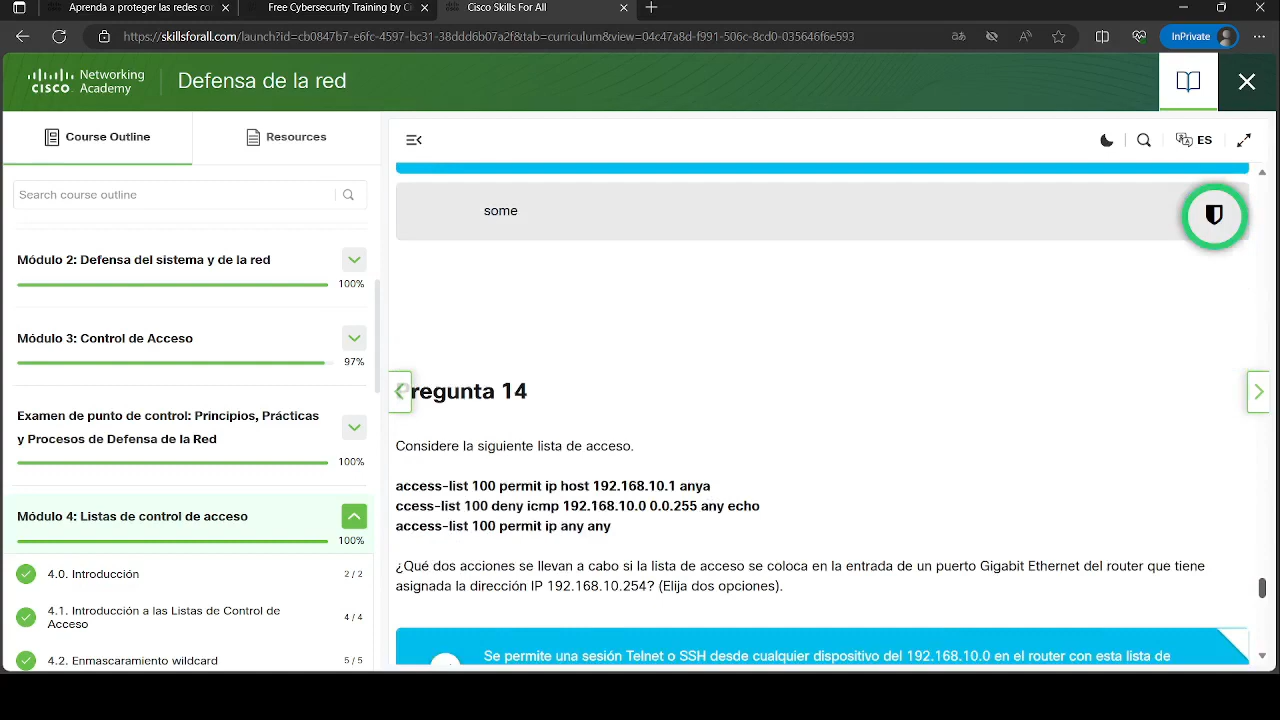 Aprenda a proteger las redes cor
Free Cybersecurity Training by Ci
Cisco Skills For All
https://skillsforall.com/launch?id=cb0847b7-e6fc-4597-bc31-38ddd6b07a2f&tab=curriculum&view=04c47a8d-f991-506c-8cd0-035646f6e593
InPrivate
CISCO Networking Academy
Defensa de la red
Course Outline
Resources
ES
Search course outline
some
Módulo 2: Defensa del sistema y de la red
100%
Módulo 3: Control de Acceso
97%
Examen de punto de control: Principios, Prácticas
y Procesos de Defensa de la Red
100%
Módulo 4: Listas de control de acceso
100%
4.0. Introducción
2 / 2
4.1. Introducción a las Listas de Control de
Acceso
4 / 4
4.2. Enmascaramiento wildcard
5 / 5
Pregunta 14
Considere la siguiente lista de acceso.
access-list 100 permit ip host 192.168.10.1 anya
ccess-list 100 deny icmp 192.168.10.0 0.0.255 any echo
access-list 100 permit ip any any
¿Qué dos acciones se llevan a cabo si la lista de acceso se coloca en la entrada de un puerto Gigabit Ethernet del router que tiene
asignada la dirección IP 192.168.10.254? (Elija dos opciones).
Se permite una sesión Telnet o SSH desde cualquier dispositivo del 192.168.10.0 en el router con esta lista de